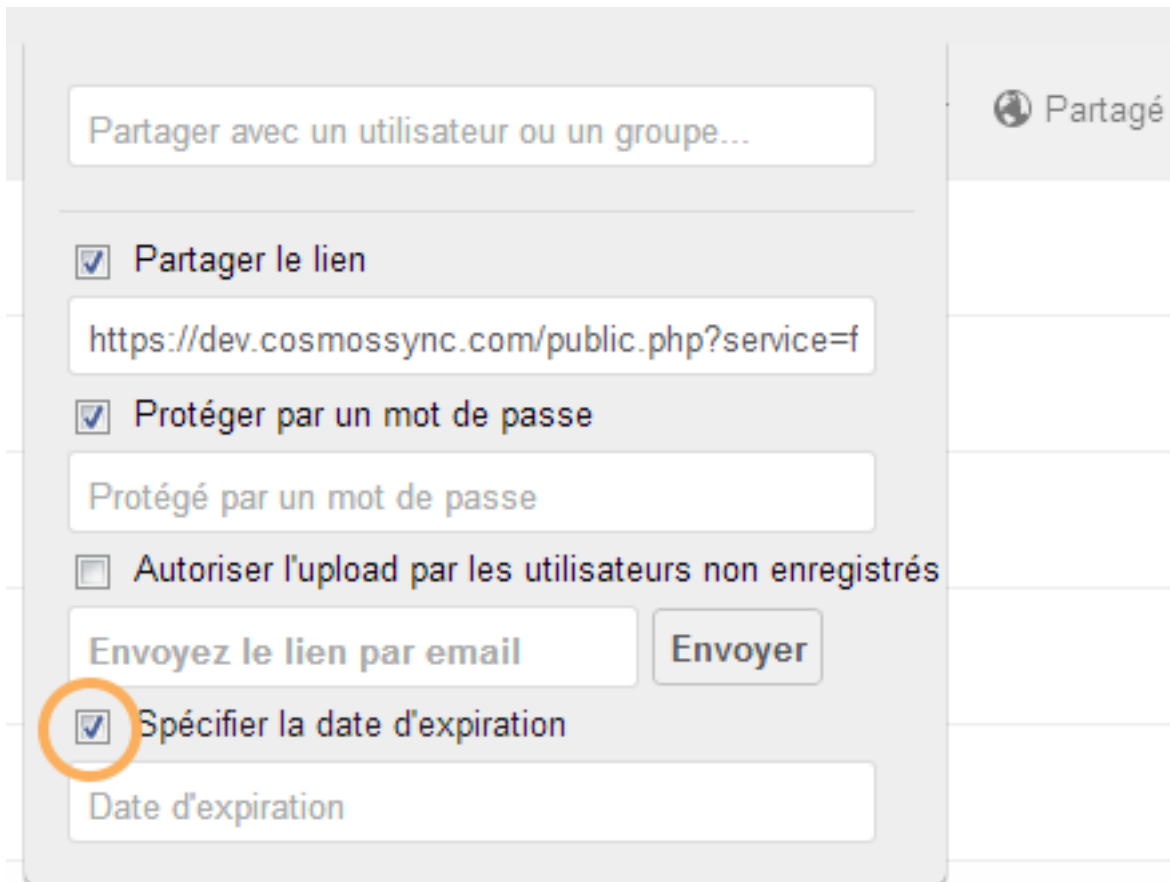 Partager avec un utilisateur ou un groupe...
Partagé
Partager le lien
https://dev.cosmossync.com/public.php?service=f
Protéger par un mot de passe
Protégé par un mot de passe
Autoriser l'upload par les utilisateurs non enregistrés
Envoyez le lien par email
Envoyer
Spécifier la date d'expiration
Date d'expiration